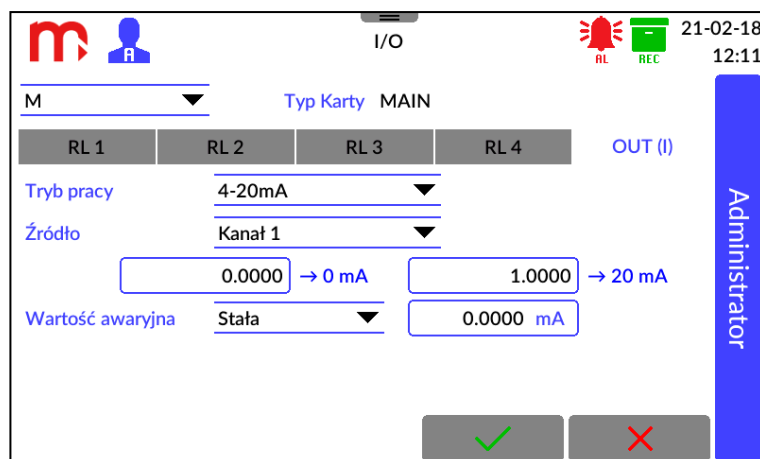 m A I/O AL REC 21-02-18
12:11
M Typ Karty MAIN
RL 1 RL 2 RL 3 RL 4 OUT (I)
Tryb pracy 4-20mA
Źródło Kanał 1
0.0000 → 0 mA 1.0000 → 20 mA
Wartość awaryjna Stała 0.0000 mA
Administrator